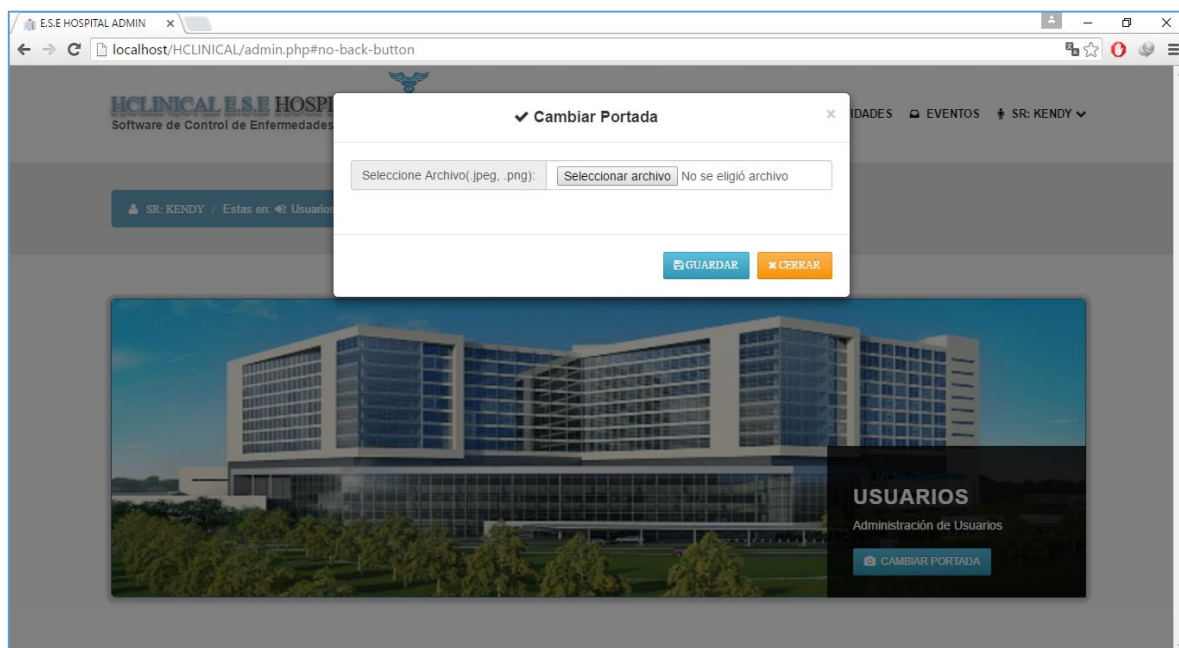 E.S.E HOSPITAL ADMIN
localhost/HCLINICAL/admin.php#no-back-button
HCLINICAL E.S.E HOSPI
Software de Control de Enfermedades
IDADES EVENTOS SR: KENDY
Cambiar Portada
Seleccione Archivo(.jpeg, .png): Seleccionar archivo No se eligió archivo
SR: KENDY / Estas en: Usuarios
GUARDAR CERRAR
USUARIOS
Administración de Usuarios
CAMBIAR PORTADA